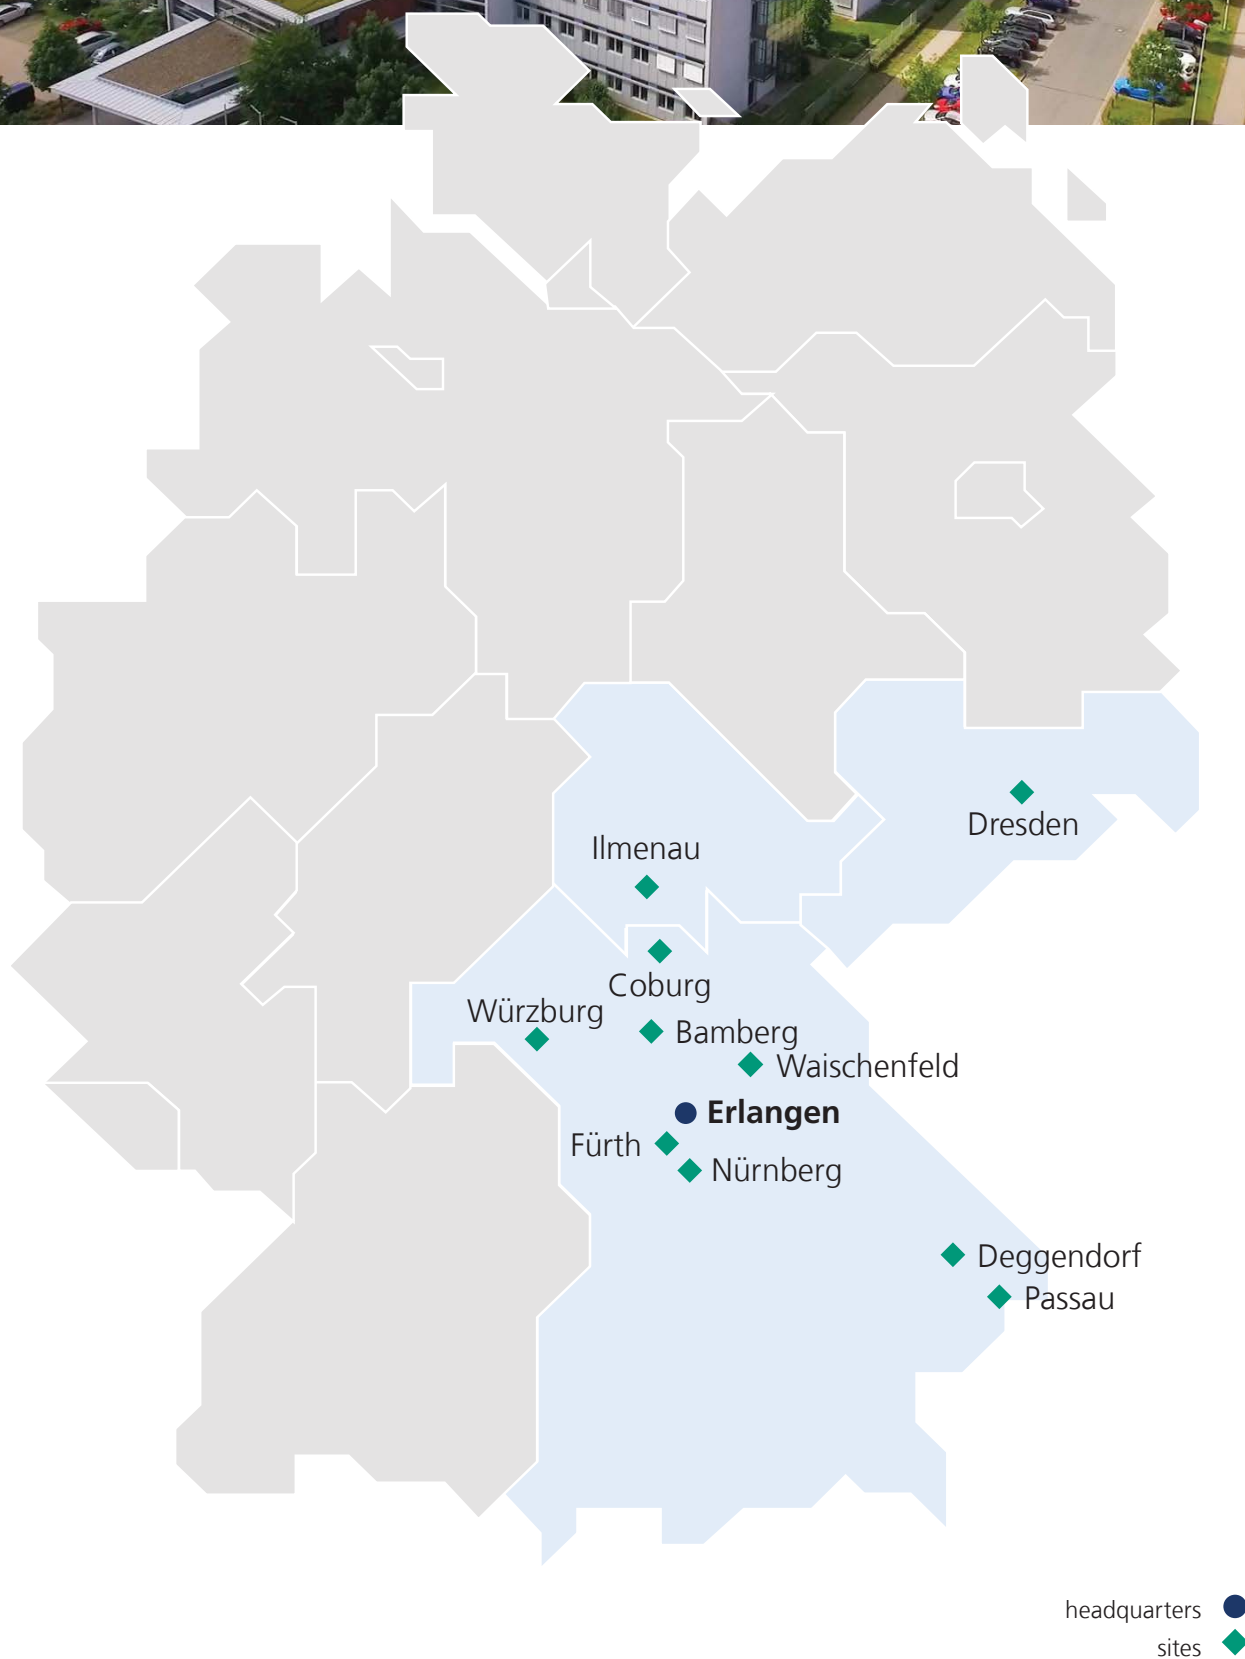 Dresden
Ilmenau
Coburg
Würzburg
Bamberg
Waischenfeld
Erlangen
Fürth
Nürnberg
Deggendorf
Passau
headquarters
sites